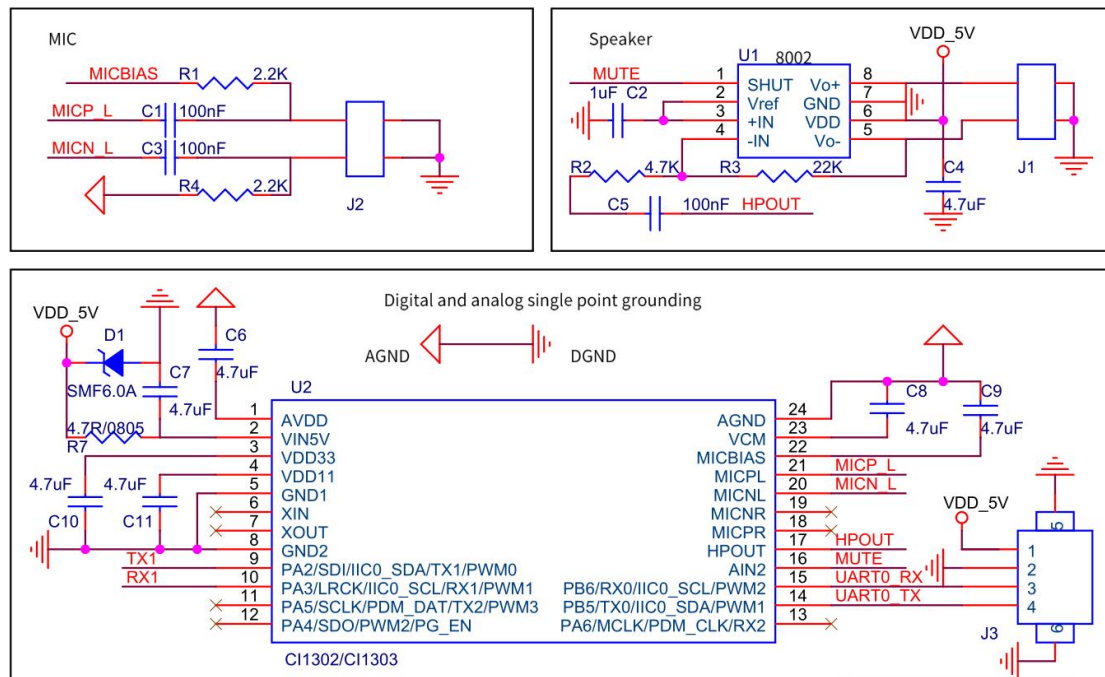 MIC
MICBIAS R1 2.2K
MICP_L C1 100nF
MICN_L C3 100nF
R4 2.2K
J2
Speaker
VDD_5V
U1 8002
MUTE 1 SHUT Vo+ 8
1uF C2 2 Vref GND 7
3 +IN VDD 6
4 -IN Vo- 5
R2 4.7K R3 22K J1
C5 100nF HPOUT C4 4.7uF
Digital and analog single point grounding
AGND DGND
VDD_5V
D1
SMF6.0A
C7
4.7uF
C6
4.7uF
4.7R/0805
R7
4.7uF 4.7uF
C10 C11
TX1
RX1
U2
1 AVDD
2 VIN5V
3 VDD33
4 VDD11
5 GND1
6 XIN
7 XOUT
8 GND2
9 PA2/SDI/IIC0_SDA/TX1/PWM0
10 PA3/LRCK/IIC0_SCL/RX1/PWM1
11 PA5/SCLK/PDM_DAT/TX2/PWM3
12 PA4/SDO/PWM2/PG_EN
AGND 24
VCM 23
MICBIAS 22
MICPL 21 MICP_L
MICNL 20 MICN_L
MICNR 19
MICPR 18
HPOUT 17 HPOUT
AIN2 16 MUTE
PB6/RX0/IIC0_SCL/PWM2 15 UART0_RX
PB5/TX0/IIC0_SDA/PWM1 14 UART0_TX
PA6/MCLK/PDM_CLK/RX2 13
CI1302/CI1303
C8 C9
4.7uF 4.7uF
VDD_5V
5
1
2
3
4
6
J3